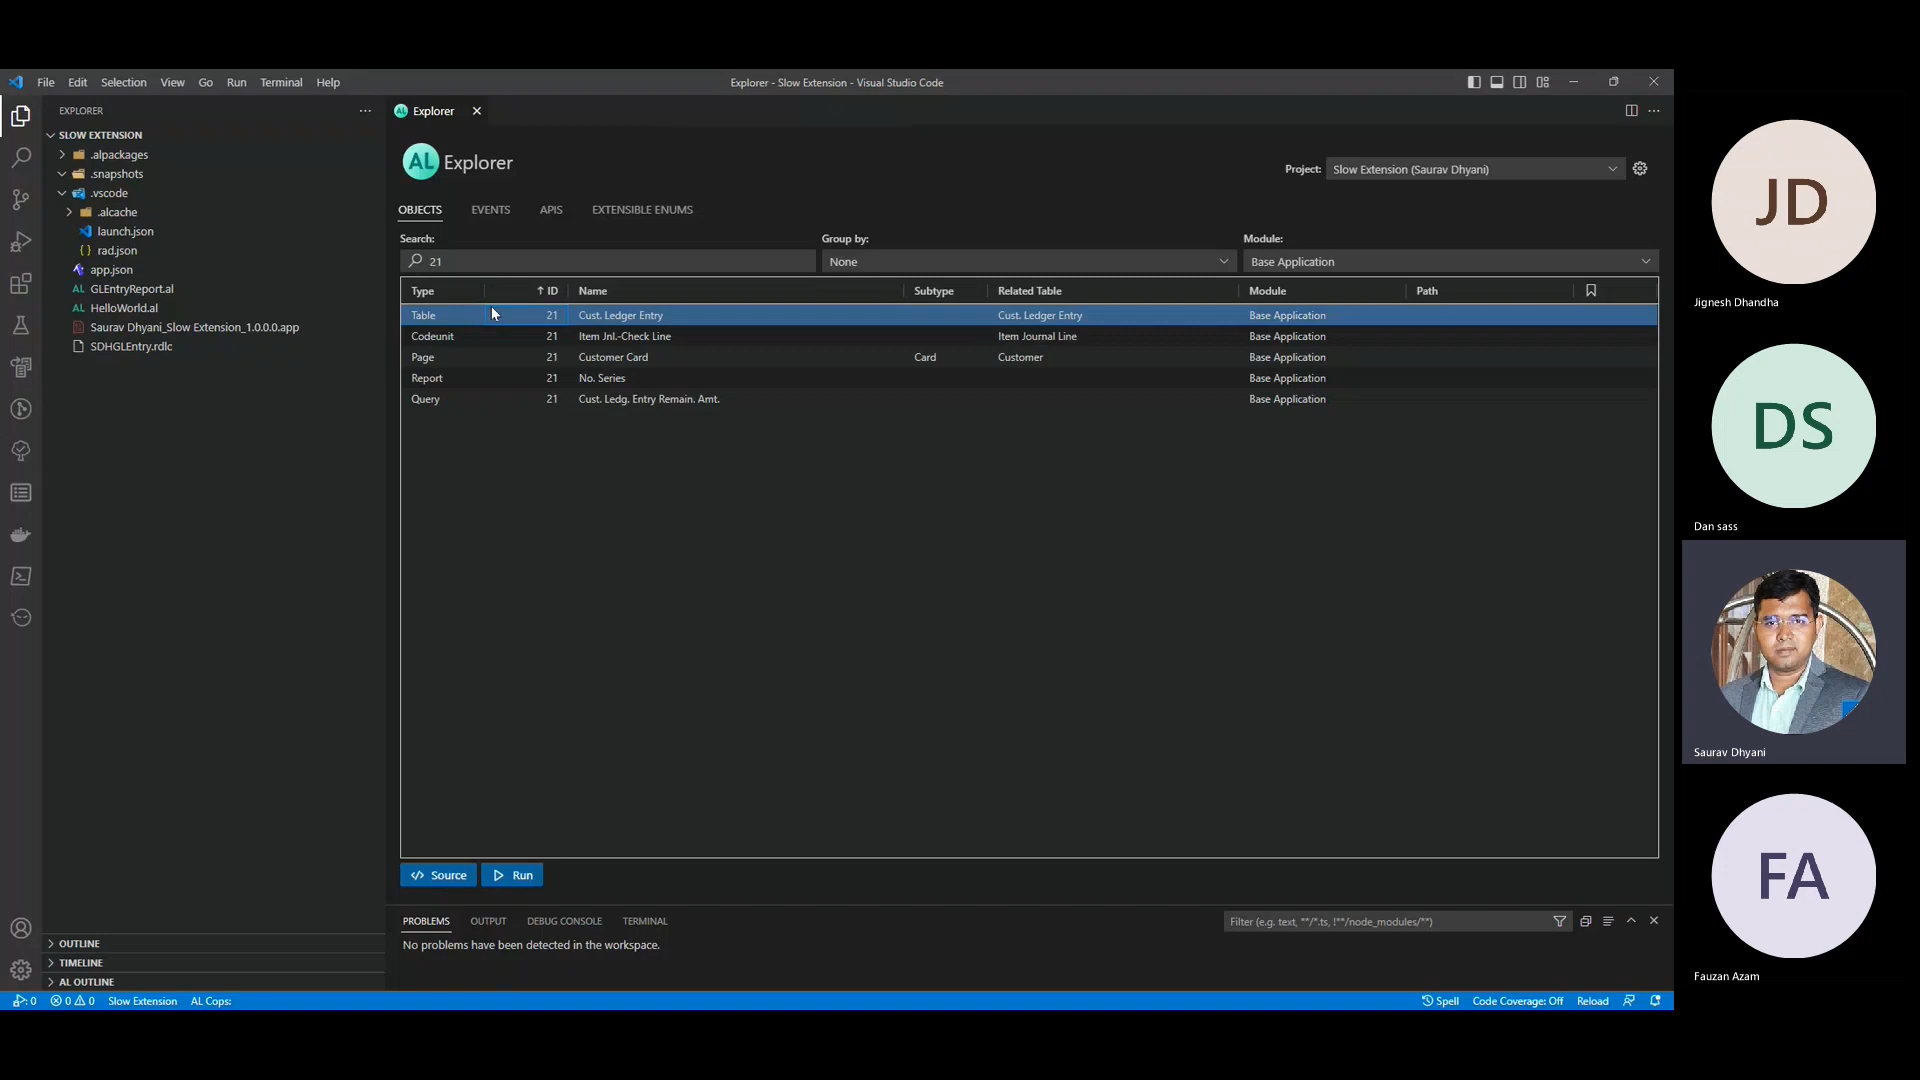 File Edit Selection View Go Run Terminal Help
Explorer - Slow Extension - Visual Studio Code
EXPLORER
SLOW EXTENSION
.alpackages
.snapshots
.vscode
.alcache
launch.json
{} rad.json
app.json
AL GLEntryReport.al
AL HelloWorld.al
Saurav Dhyani_Slow Extension_1.0.0.0.app
SDHGLEntry.rdlc
OUTLINE
TIMELINE
AL OUTLINE
AL Explorer
AL Explorer
Project: Slow Extension (Saurav Dhyani)
OBJECTS EVENTS APIS EXTENSIBLE ENUMS
Search: Group by: Module:
21 None Base Application
Type ID Name Subtype Related Table Module Path
Table 21 Cust. Ledger Entry Cust. Ledger Entry Base Application
Codeunit 21 Item Jnl.-Check Line Item Journal Line Base Application
Page 21 Customer Card Card Customer Base Application
Report 21 No. Series Base Application
Query 21 Cust. Ledg. Entry Remain. Amt. Base Application
Source Run
PROBLEMS OUTPUT DEBUG CONSOLE TERMINAL
Filter (e.g. text, **/*.ts, !**/node_modules/**)
No problems have been detected in the workspace.
0 0 0 Slow Extension AL Cops:
Spell Code Coverage: Off Reload
JD
Jignesh Dhandha
DS
Dan sass
Saurav Dhyani
FA
Fauzan Azam